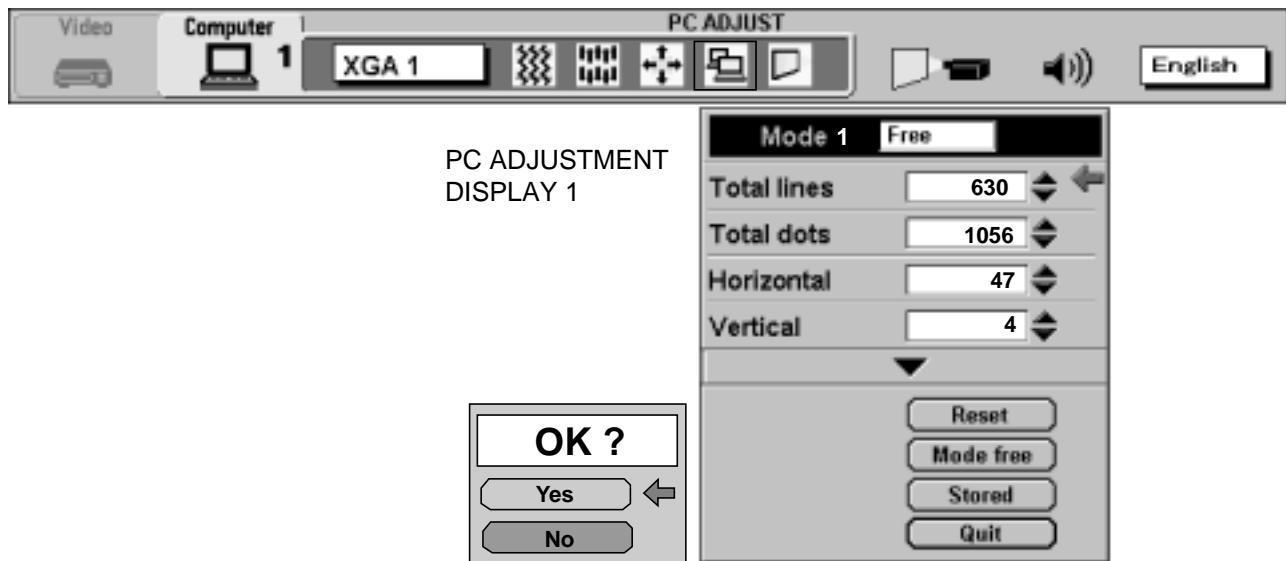 Video
Computer
1
PC ADJUST
XGA 1
English
PC ADJUSTMENT
DISPLAY 1
Mode 1 Free
Total lines 630
Total dots 1056
Horizontal 47
Vertical 4
Reset
Mode free
Stored
Quit
OK ?
Yes
No